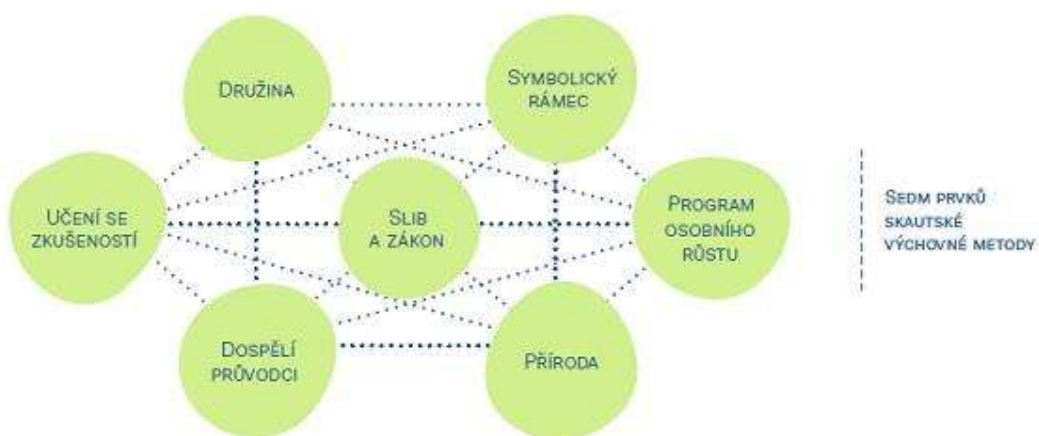 DRUŽINA
SYMBOLICKÝ
RÁMEC
UČENÍ SE
ZKUŠENOSTÍ
SLIB
A ZÁKON
PROGRAM
OSOBNÍHO
RŮSTU
SEDM PRVKŮ
SKAUTSKÉ
VÝCHOVNÉ METODY
DOSPĚLÍ
PRŮVODCI
PŘÍRODA